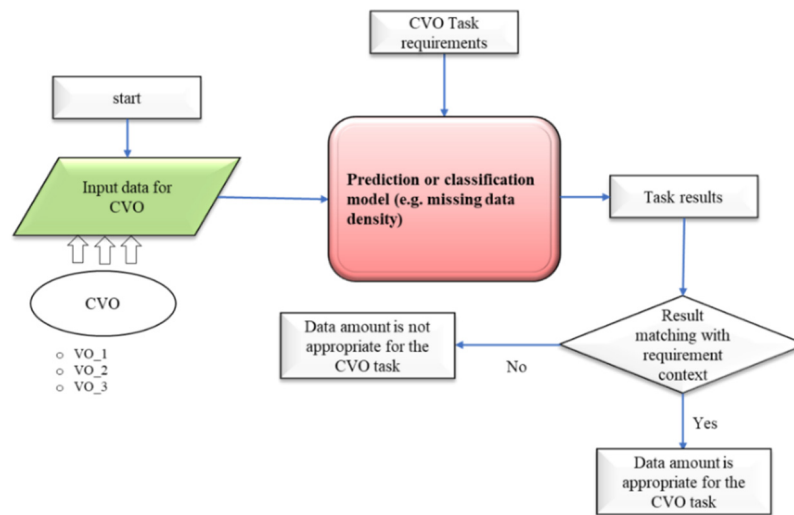 CVO Task
requirements
start
Input data for
CVO
Prediction or classification
model (e.g. missing data
density)
Task results
CVO
VO_1
VO_2
VO_3
Data amount is not
appropriate for the
CVO task
No
Result
matching with
requirement
context
Yes
Data amount is
appropriate for the
CVO task